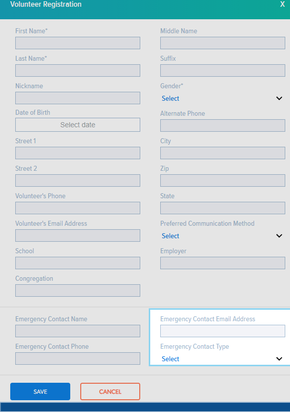 Volunteer Registration X
First Name* Middle Name
Last Name* Suffix
Nickname Gender*
Select
Date of Birth Alternate Phone
Select date
Street 1 City
Street 2 Zip
Volunteer's Phone State
Volunteer's Email Address Preferred Communication Method
Select
School Employer
Congregation
Emergency Contact Name Emergency Contact Email Address
Emergency Contact Phone Emergency Contact Type
Select
SAVE CANCEL